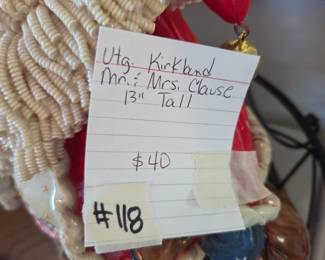 Vtg. Kirkland
Mr. & Mrs. Clause
13" Tall
$40
#118